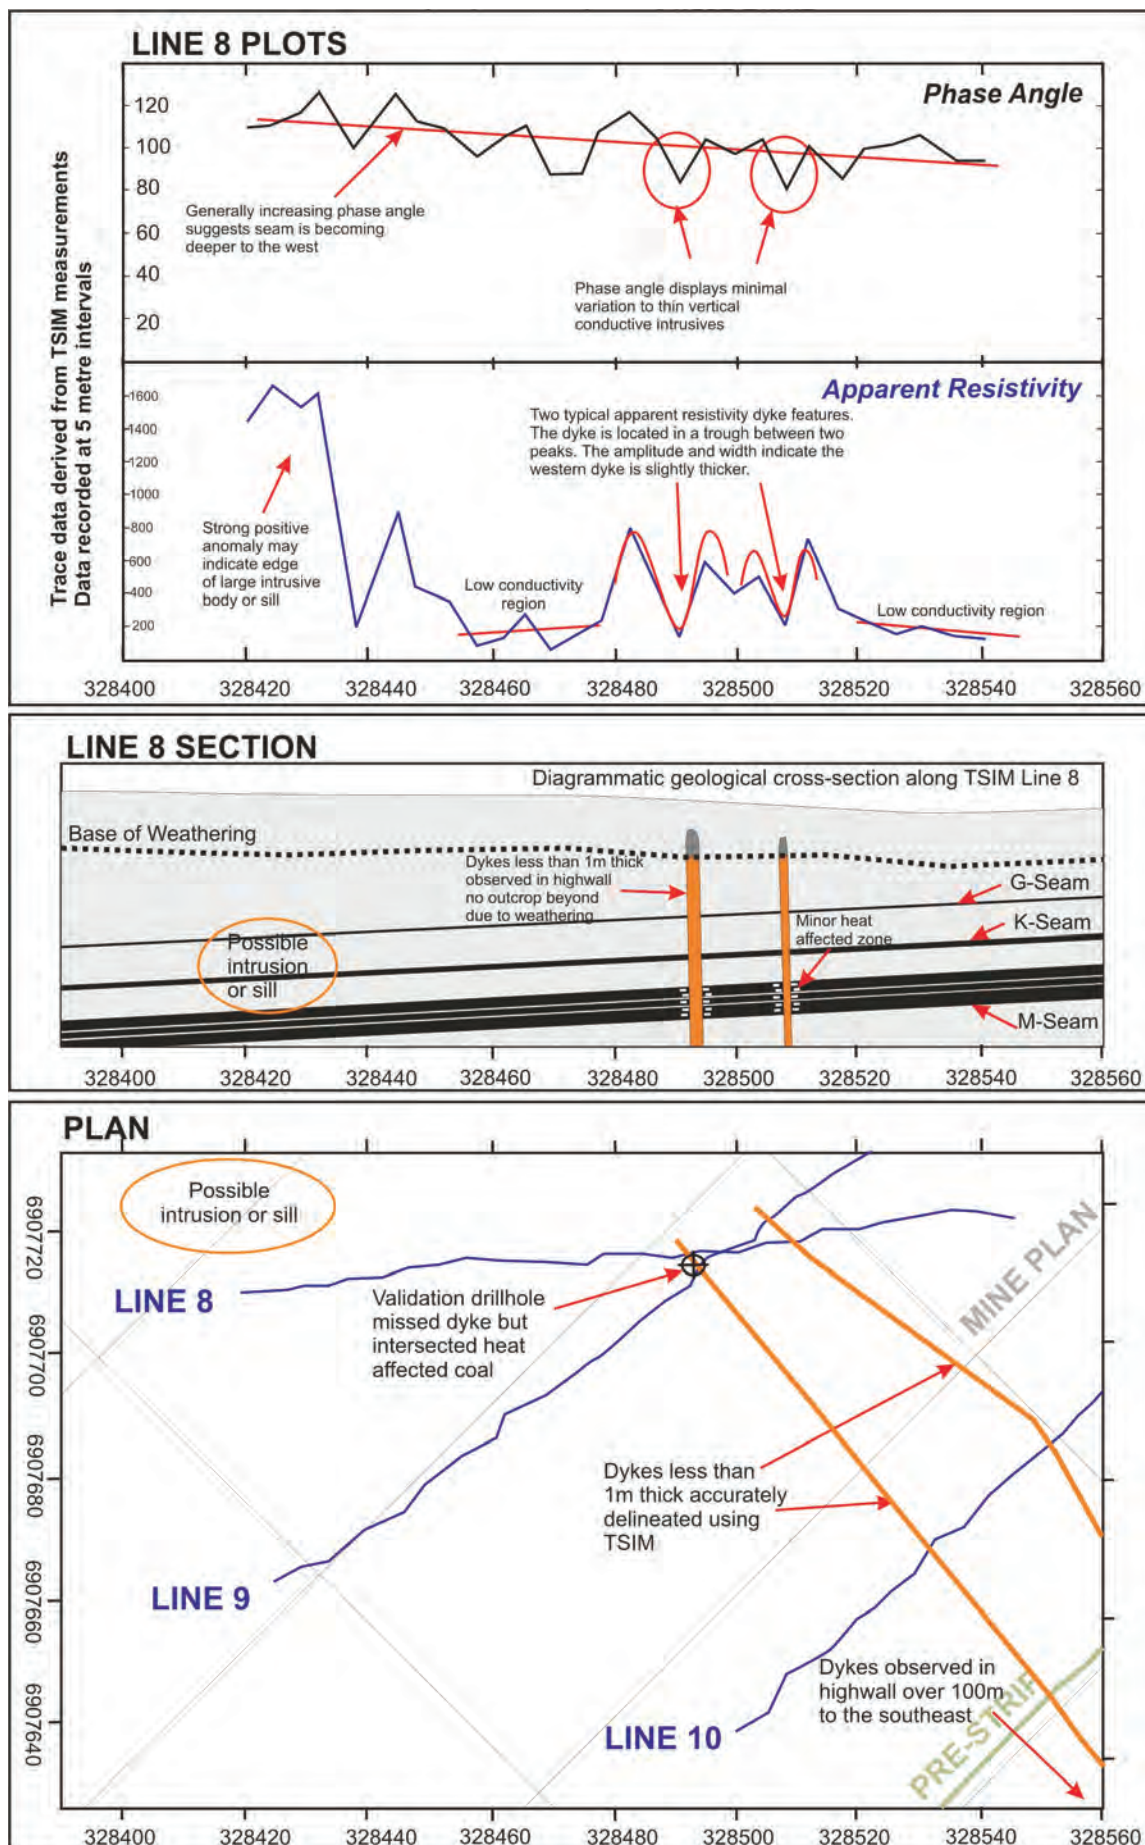 LINE 8 PLOTS
Phase Angle
120
100
80
60
40
20
Generally increasing phase angle
suggests seam is becoming
deeper to the west
Phase angle displays minimal
variation to thin vertical
conductive intrusives
Trace data derived from TSIM measurements
Data recorded at 5 metre intervals
Apparent Resistivity
1600
1400
1200
1000
800
600
400
200
Two typical apparent resistivity dyke features.
The dyke is located in a trough between two
peaks. The amplitude and width indicate the
western dyke is slightly thicker.
Strong positive
anomaly may
indicate edge
of large intrusive
body or sill
Low conductivity
region
Low conductivity region
328400 328420 328440 328460 328480 328500 328520 328540 328560
LINE 8 SECTION
Diagrammatic geological cross-section along TSIM Line 8
Base of Weathering
Dykes less than 1m thick
observed in highwall
no outcrop beyond
due to weathering
G-Seam
K-Seam
Minor heat
affected zone
Possible
intrusion
or sill
M-Seam
328400 328420 328440 328460 328480 328500 328520 328540 328560
PLAN
Possible
intrusion or sill
6907720
6907700
6907680
6907660
6907640
MINE PLAN
LINE 8
Validation drillhole
missed dyke but
intersected heat
affected coal
Dykes less than
1m thick accurately
delineated using
TSIM
LINE 9
Dykes observed in
highwall over 100m
to the southeast
PRE-STRIP
LINE 10
328400 328420 328440 328460 328480 328500 328520 328540 328560